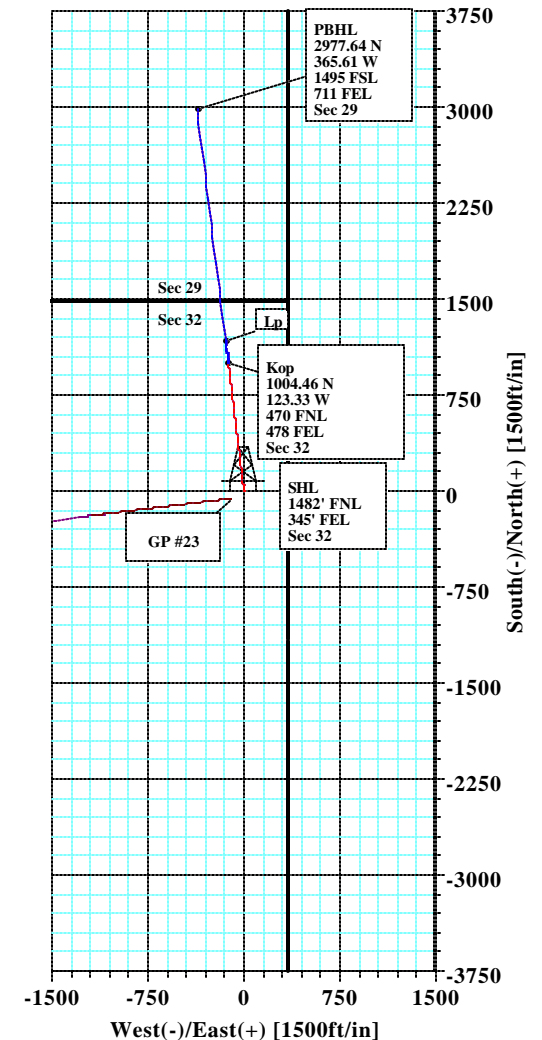 3750
PBHL
2977.64 N
365.61 W
1495 FSL
711 FEL
Sec 29
3000
2250
Sec 29
1500
Sec 32
Lp
Kop
1004.46 N
123.33 W
470 FNL
478 FEL
Sec 32
750
SHL
1482' FNL
345' FEL
Sec 32
0
GP #23
-750
-1500
-2250
-3000
-3750
South(-)/North(+) [1500ft/in]
-1500 -750 0 750 1500
West(-)/East(+) [1500ft/in]